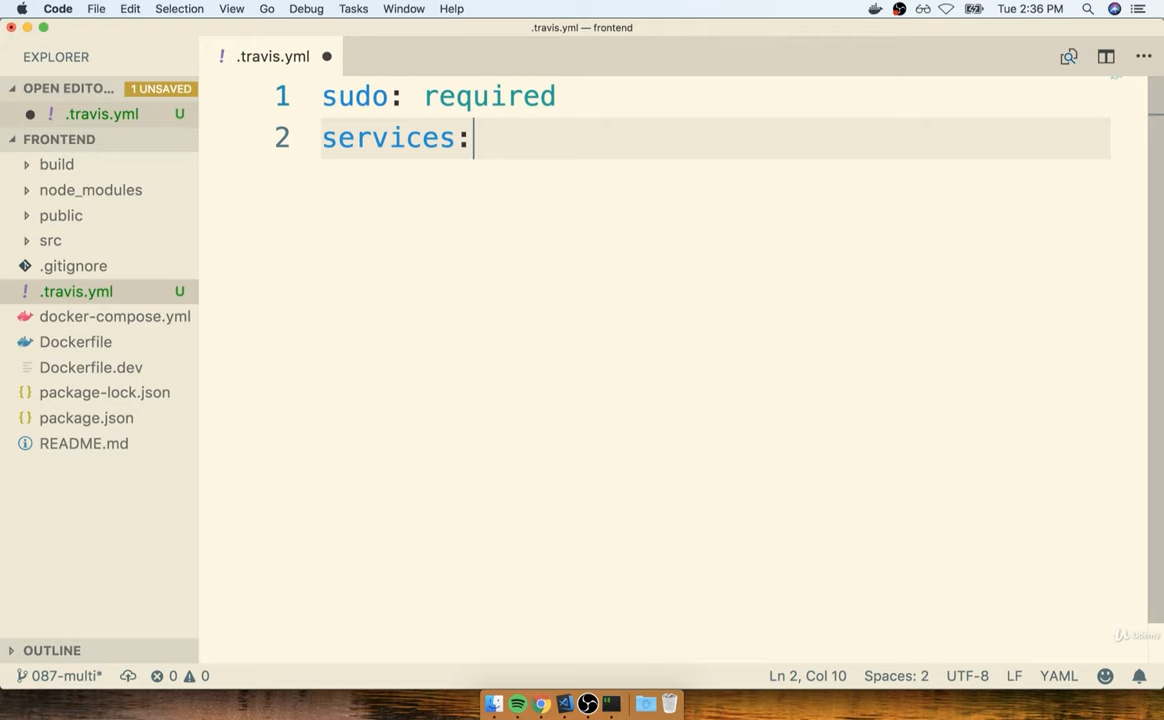 Code File Edit Selection View Go Debug Tasks Window Help Tue 2:36 PM
.travis.yml — frontend
EXPLORER
! .travis.yml
OPEN EDITO... 1 UNSAVED
! .travis.yml U
FRONTEND
build
node_modules
public
src
.gitignore
! .travis.yml U
docker-compose.yml
Dockerfile
Dockerfile.dev
{} package-lock.json
{} package.json
README.md
1 sudo: required
2 services:
OUTLINE
Udemy
087-multi* 0 0 Ln 2, Col 10 Spaces: 2 UTF-8 LF YAML